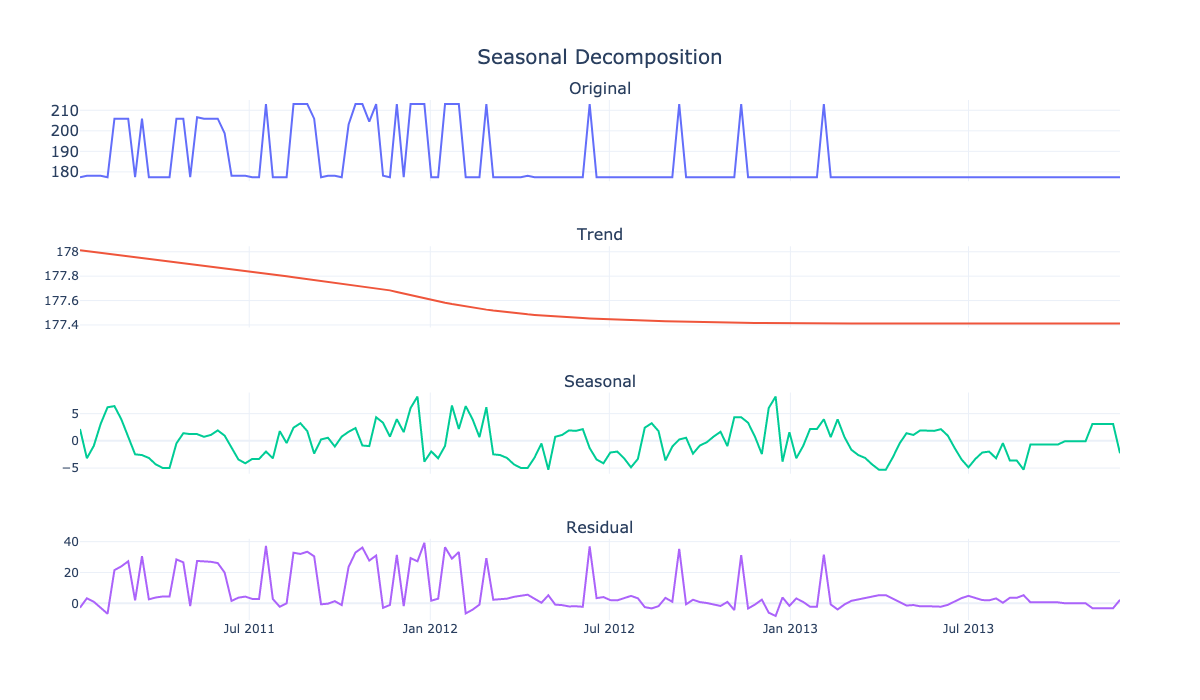 Seasonal Decomposition
Original
210
200
190
180
Trend
178
177.8
177.6
177.4
Seasonal
5
0
−5
Residual
40
20
0
Jul 2011 Jan 2012 Jul 2012 Jan 2013 Jul 2013